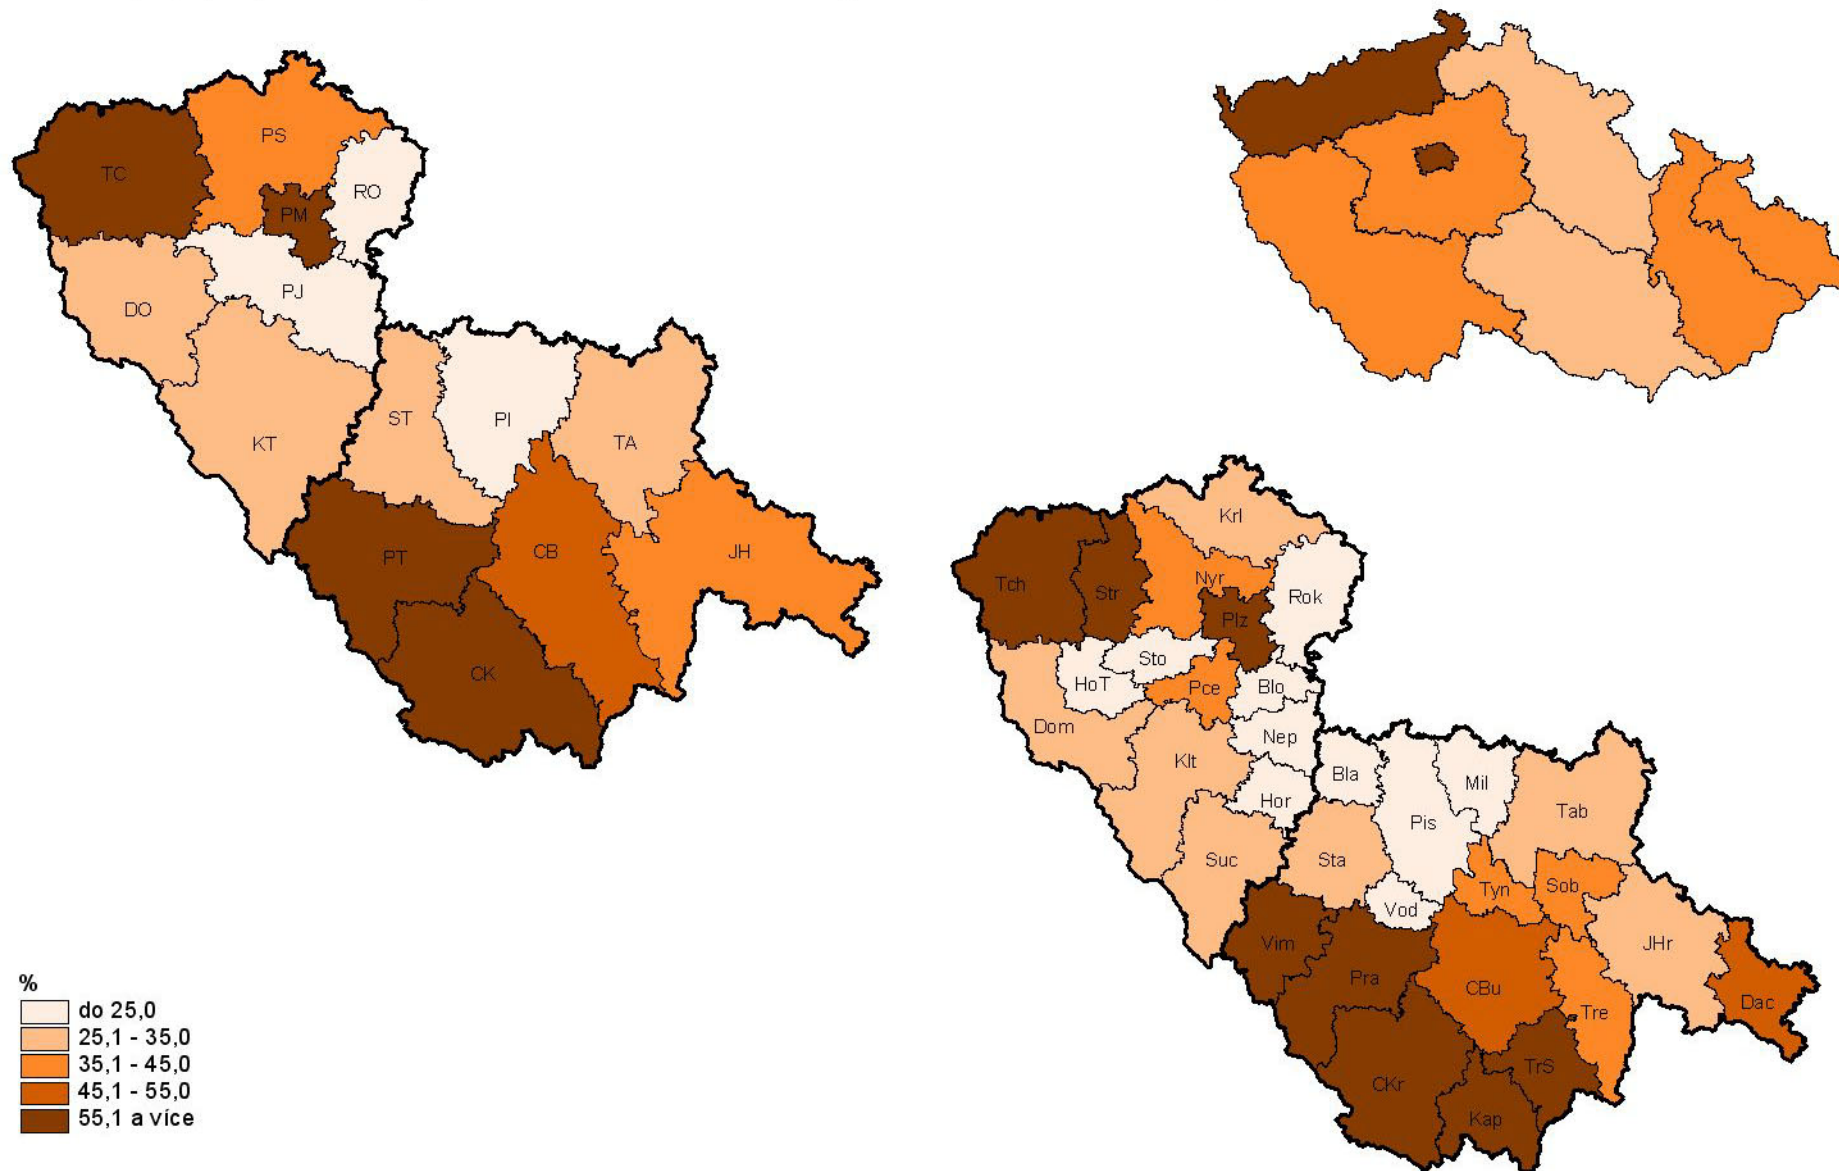 PS
TC
RO
PM
PJ
DO
ST
PI
TA
KT
PT
CB
JH
CK
Krl
Tch
Str
Nyr
Rok
Plz
Sto
HoT
Pce
Blo
Dom
Nep
Klt
Bla
Mil
Hor
Pis
Tab
Suc
Sta
Tyn
Sob
Vod
Vim
JHr
Pra
CBu
Dac
Tre
TrS
CKr
Kap
%
do 25,0
25,1 - 35,0
35,1 - 45,0
45,1 - 55,0
55,1 a více